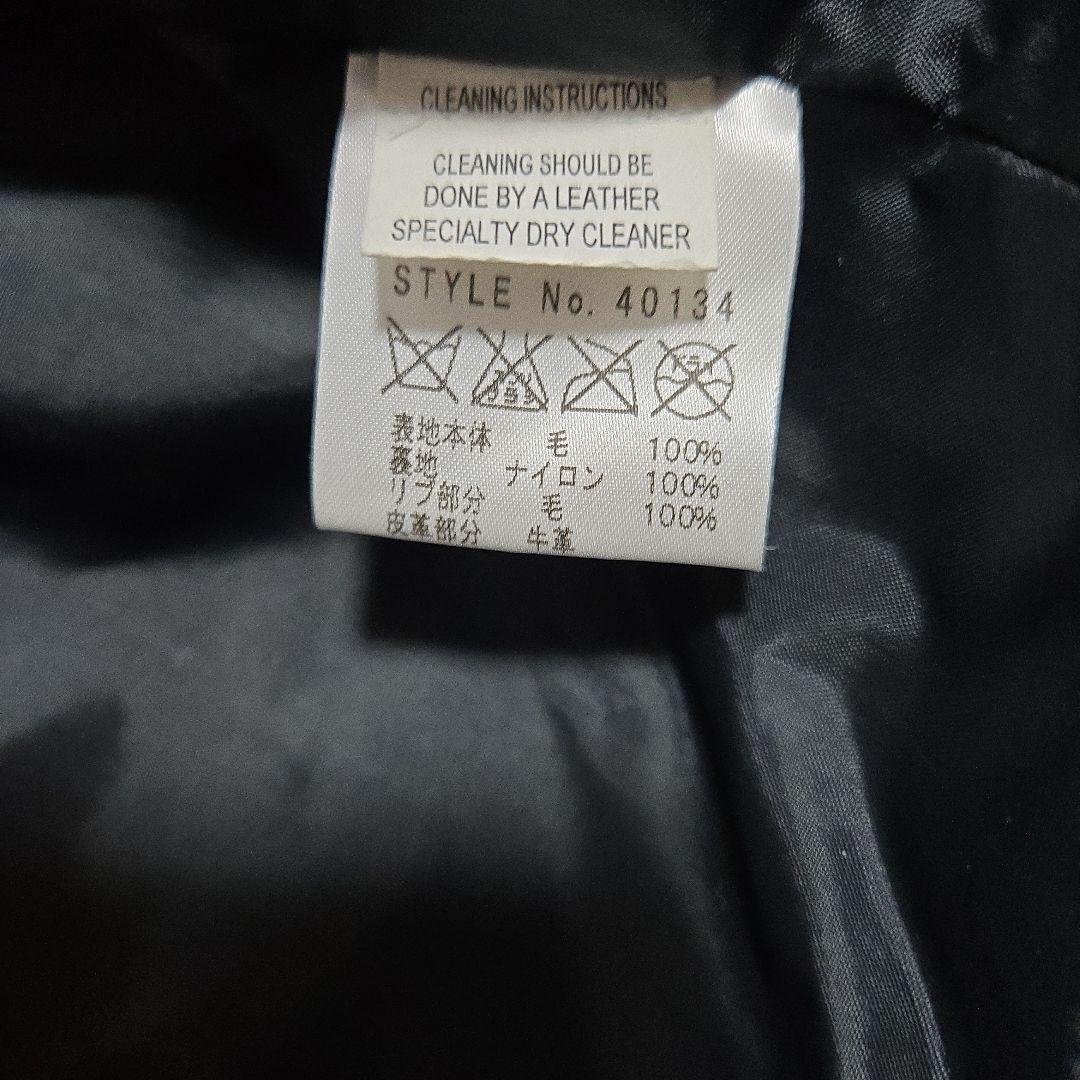 CLEANING INSTRUCTIONS
CLEANING SHOULD BE
DONE BY A LEATHER
SPECIALTY DRY CLEANER
STYLE No. 40134
表地本体 毛 100%
裏地 ナイロン 100%
リブ部分 毛 100%
皮革部分 牛革